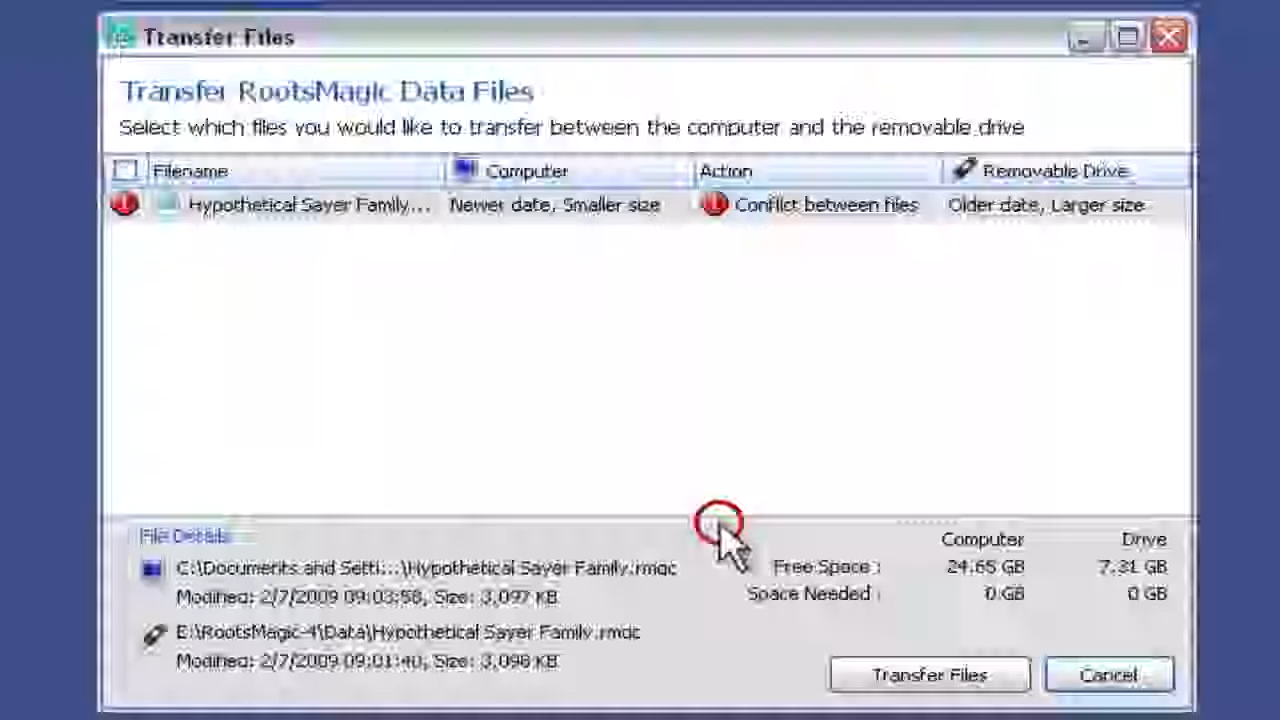 Transfer Files
Transfer RootsMagic Data Files
Select which files you would like to transfer between the computer and the removable drive
Filename Computer Action Removable Drive
Hypothetical Sayer Family... Newer date, Smaller size Conflict between files Older date, Larger size
File Details
Computer Drive
C:\Documents and Setti...\Hypothetical Sayer Family.rmgc
Free Space : 24.65 GB 7.31 GB
Modified: 2/7/2009 09:03:58, Size: 3,097 KB
Space Needed : 0 GB 0 GB
E:\RootsMagic-4\Data\Hypothetical Sayer Family.rmgc
Modified: 2/7/2009 09:01:40, Size: 3,098 KB
Transfer Files Cancel